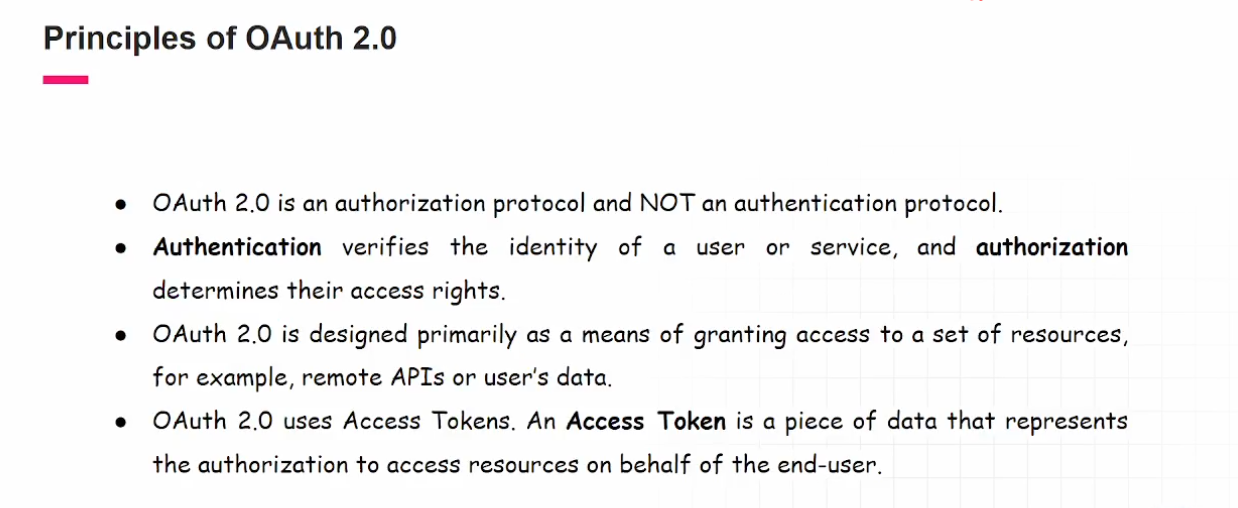 Principles of OAuth 2.0
● OAuth 2.0 is an authorization protocol and NOT an authentication protocol.
● Authentication verifies the identity of a user or service, and authorization
determines their access rights.
● OAuth 2.0 is designed primarily as a means of granting access to a set of resources,
for example, remote APIs or user's data.
● OAuth 2.0 uses Access Tokens. An Access Token is a piece of data that represents
the authorization to access resources on behalf of the end-user.